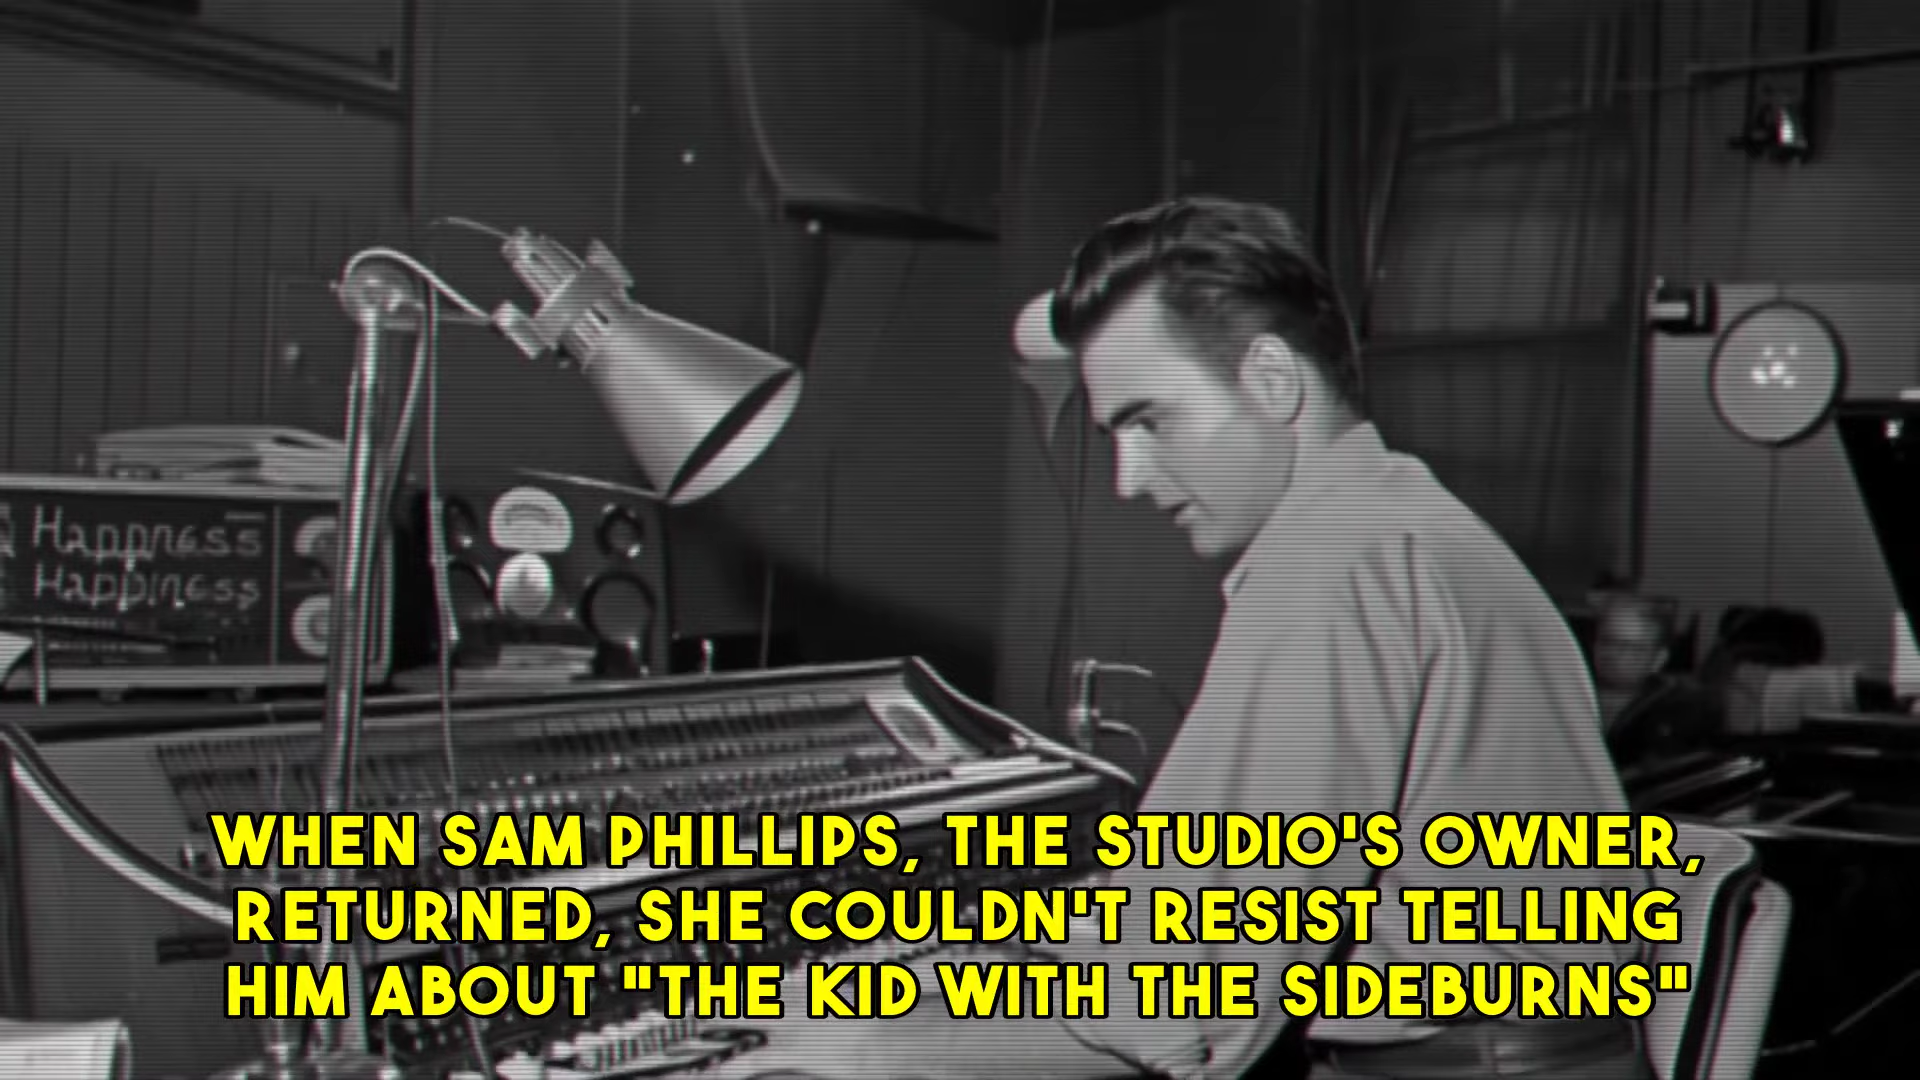 Happness
Happiness
WHEN SAM PHILLIPS, THE STUDIO'S OWNER,
RETURNED, SHE COULDN'T RESIST TELLING
HIM ABOUT "THE KID WITH THE SIDEBURNS"